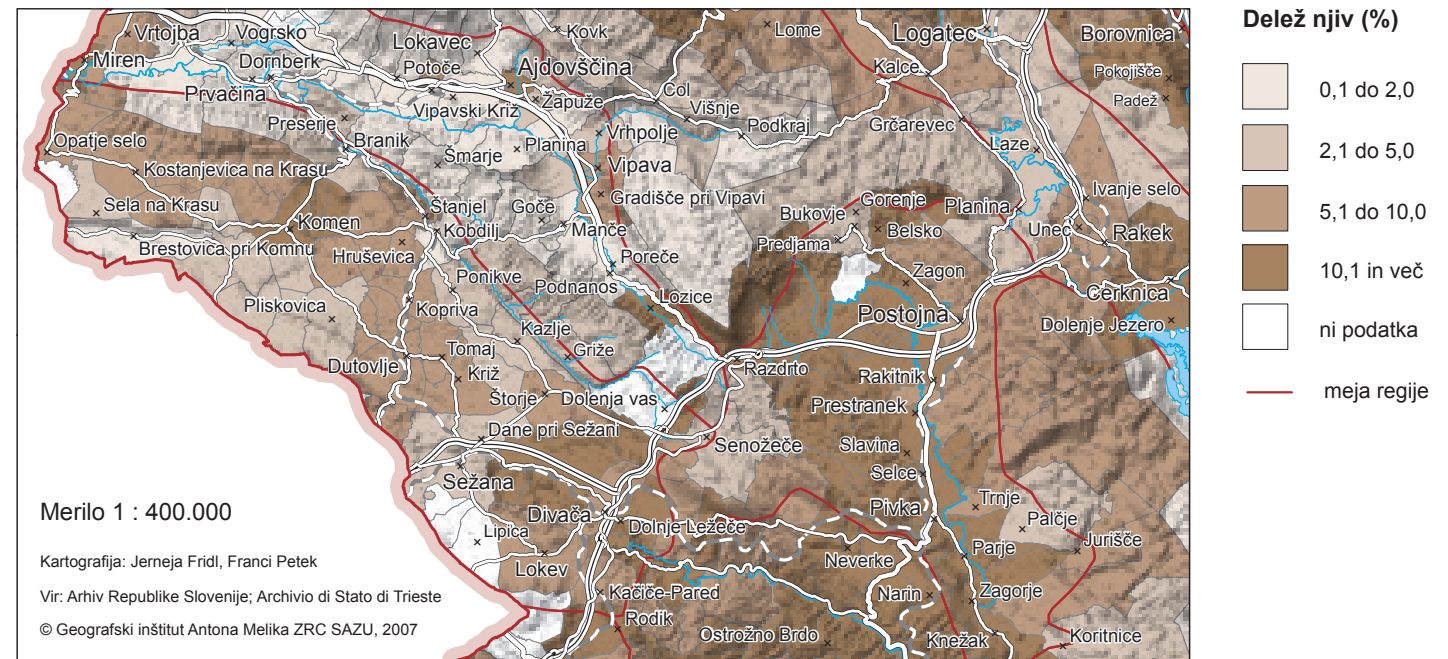 Vrtojba
Vogrsko
Kovk
Lome
Logatec
Borovnica
Miren
Lokavec
Dornberk
Potoče
Ajdovščina
Kalce
Pokojišče
Prvačina
Vipavski Križ
Zapuže
Col
Višnje
Padež
Preserje
Vrhpolje
Podkraj
Grčarevec
Opatje selo
Branik
Planina
Laze
Kostanjevica na Krasu
Šmarje
Vipava
Ivanje selo
Sela na Krasu
Štanjel
Goče
Gradišče pri Vipavi
Gorenje
Planina
Komen
Kobdilj
Manče
Bukovje
Belsko
Unec
Rakek
Brestovica pri Komnu
Hruševica
Poreče
Predjama
Ponikve
Podnanos
Zagon
Cerknica
Pliskovica
Kopriva
Lozice
Postojna
Dolenje Jezero
Kazlje
Dutovlje
Tomaj
Griže
Razdrto
Križ
Rakitnik
Štorje
Dolenja vas
Prestranek
Dane pri Sežani
Senožeče
Slavina
Sežana
Selce
Trnje
Divača
Dolnje Ležeče
Pivka
Palčje
Lipica
Jurišče
Lokev
Neverke
Parje
Kačiče-Pared
Narin
Zagorje
Rodik
Ostrožno Brdo
Knežak
Koritnice
Merilo 1 : 400.000
Kartografija: Jerneja Fridl, Franci Petek
Vir: Arhiv Republike Slovenije; Archivio di Stato di Trieste
© Geografski inštitut Antona Melika ZRC SAZU, 2007
Delež njiv (%)
0,1 do 2,0
2,1 do 5,0
5,1 do 10,0
10,1 in več
ni podatka
meja regije